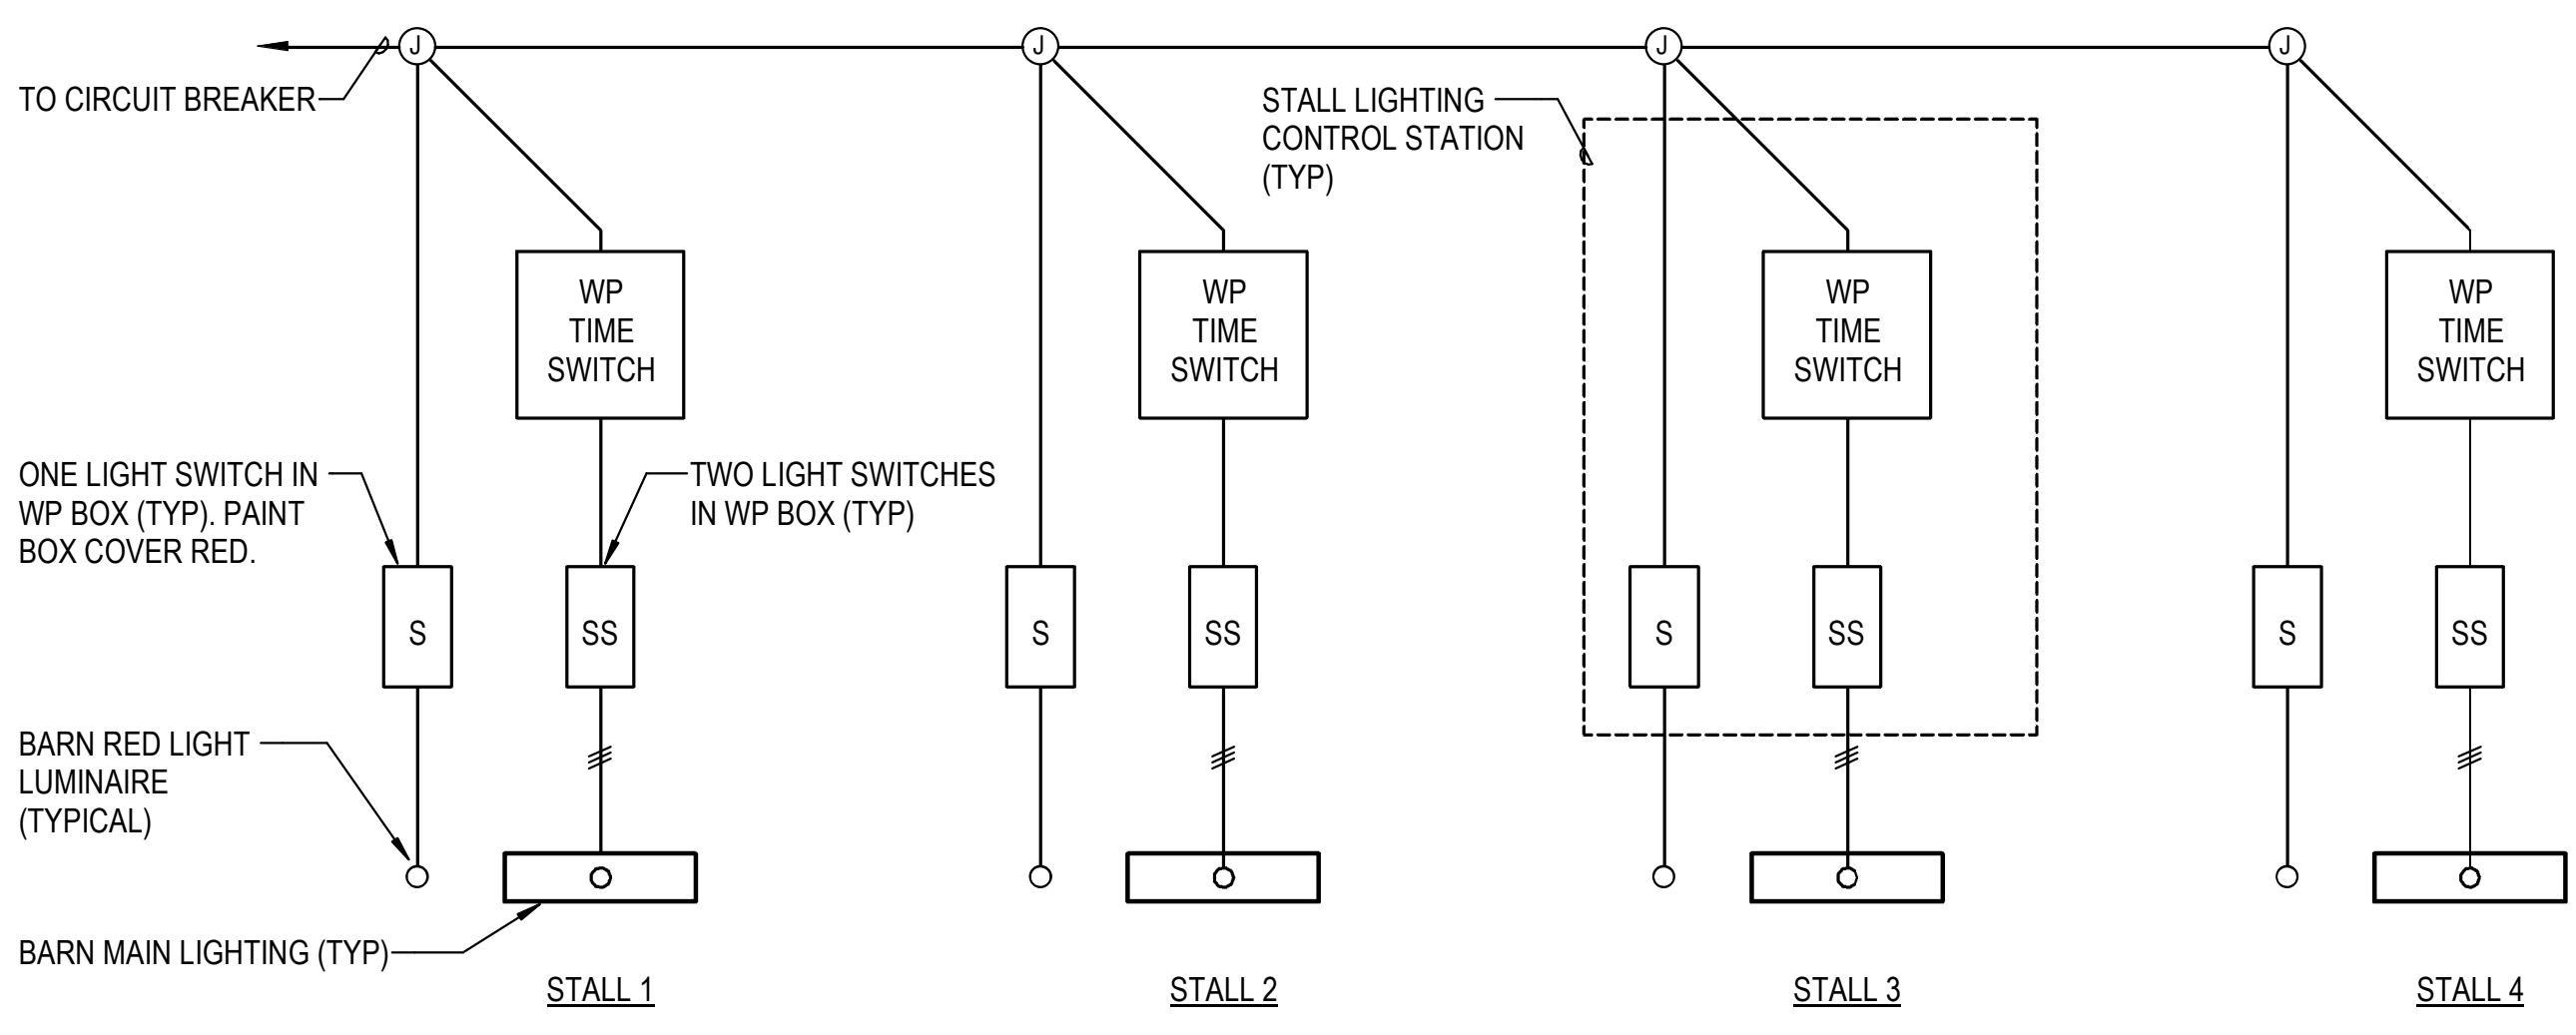 J J J J
TO CIRCUIT BREAKER
STALL LIGHTING
CONTROL STATION
(TYP)
WP
TIME
SWITCH
WP
TIME
SWITCH
WP
TIME
SWITCH
WP
TIME
SWITCH
ONE LIGHT SWITCH IN
WP BOX (TYP). PAINT
BOX COVER RED.
TWO LIGHT SWITCHES
IN WP BOX (TYP)
S SS S SS S SS S SS
BARN RED LIGHT
LUMINAIRE
(TYPICAL)
BARN MAIN LIGHTING (TYP)
STALL 1
STALL 2
STALL 3
STALL 4